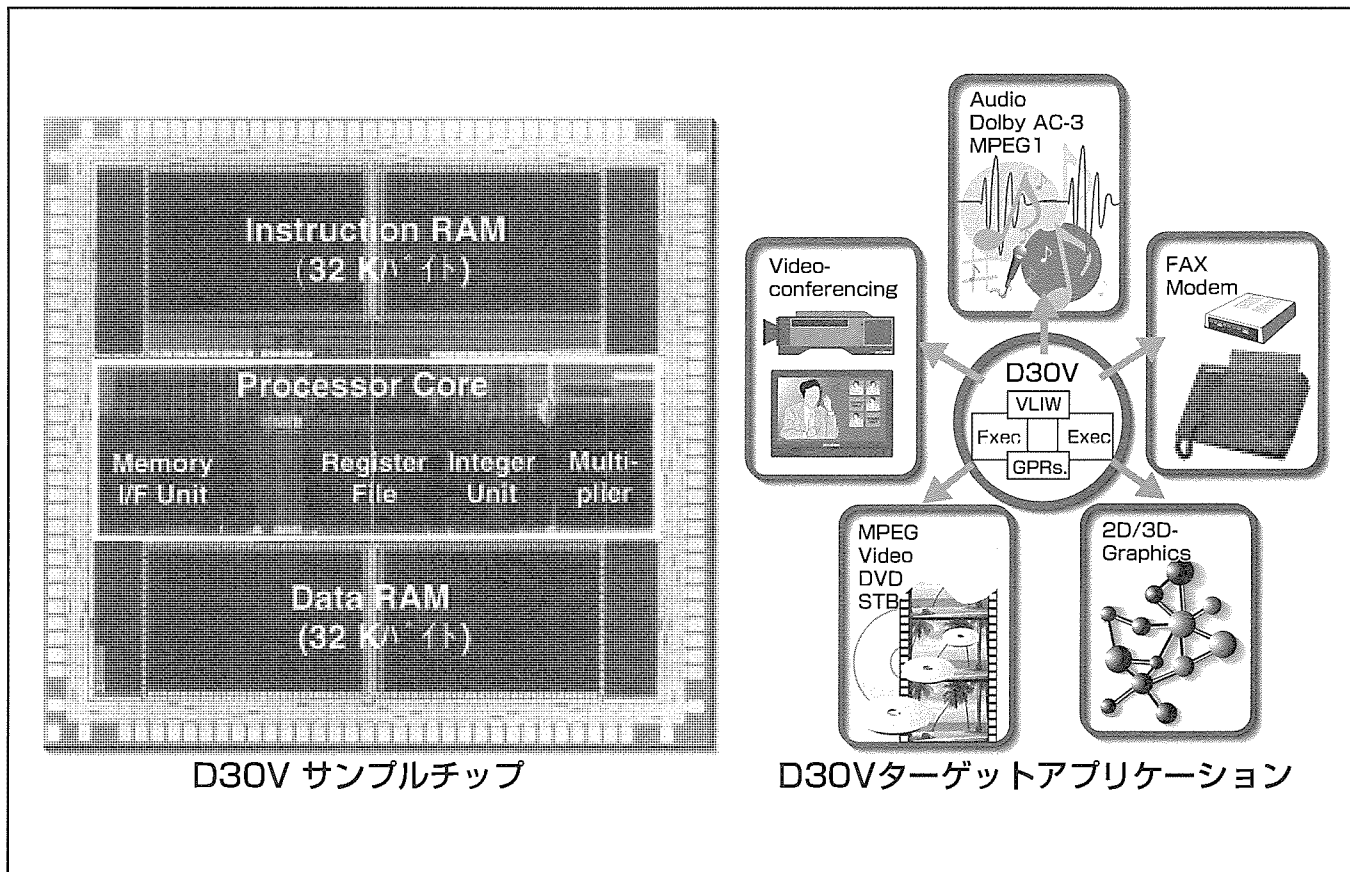 Instruction RAM
(32 Kバイト)
Processor Core
Memory
I/F Unit
Register
File
Integer
Unit
Multi-
plier
Data RAM
(32 Kバイト)
D30V サンプルチップ
Audio
Dolby AC-3
MPEG1
Video-
conferencing
FAX
Modem
D30V
VLIW
Exec
Exec
GPRs.
MPEG
Video
DVD
STB
2D/3D-
Graphics
D30Vターゲットアプリケーション